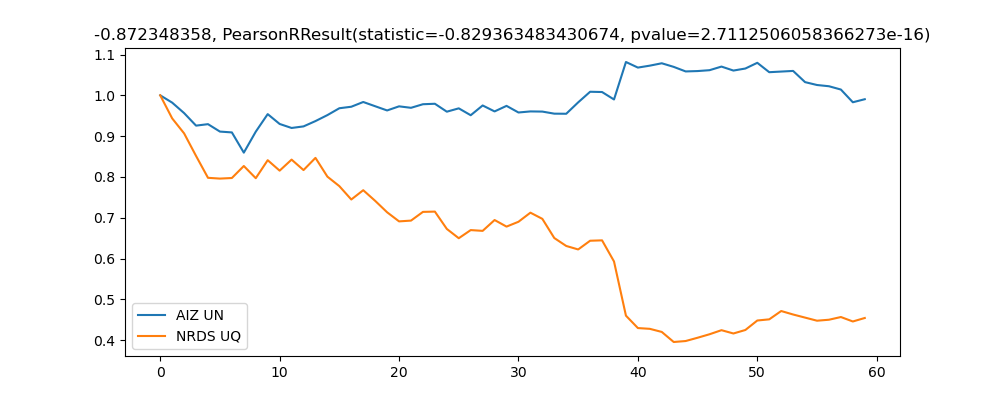 -0.872348358, PearsonRResult(statistic=-0.829363483430674, pvalue=2.7112506058366273e-16)
1.1
1.0
0.9
0.8
0.7
0.6
0.5
0.4
AIZ UN
NRDS UQ
0 10 20 30 40 50 60